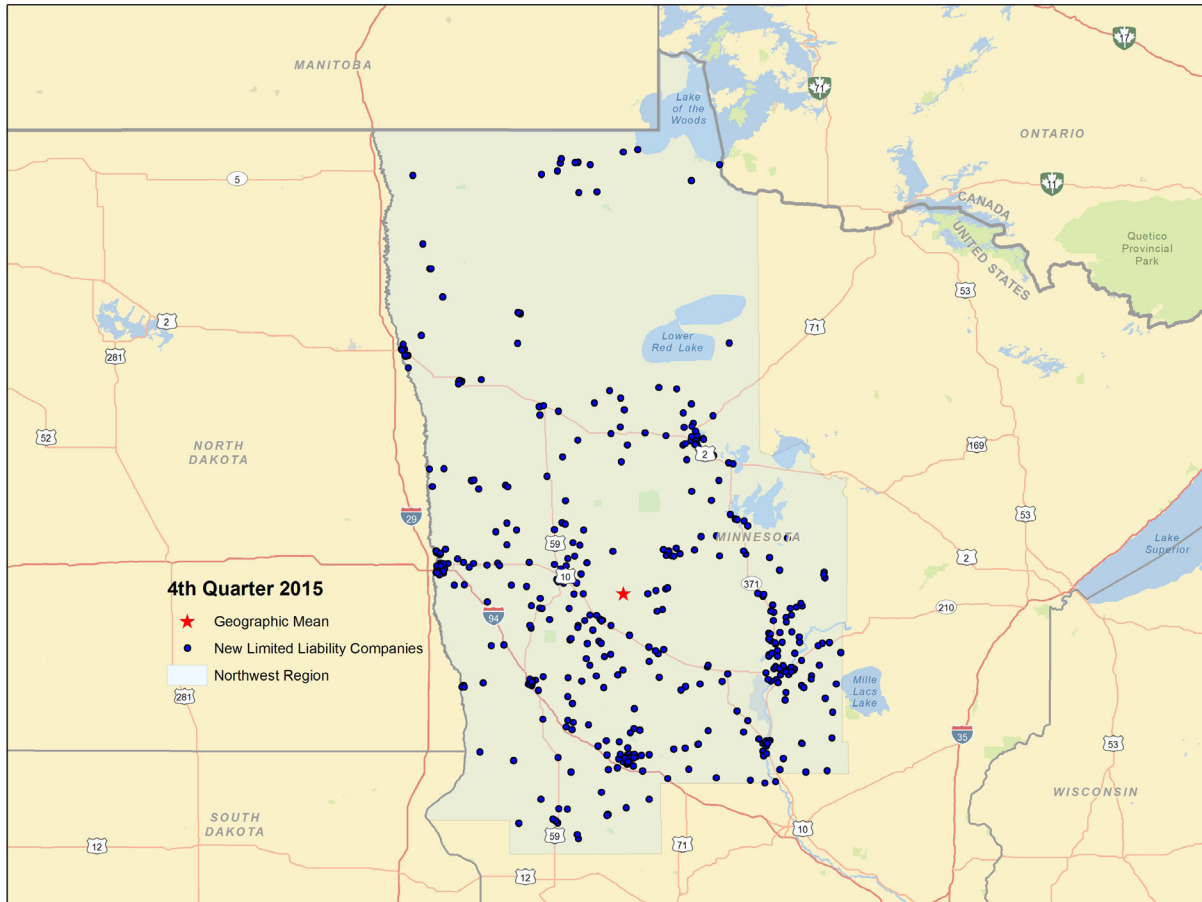 17
MANITOBA
71
Lake
of the
Woods
ONTARIO
5
11
CANADA
UNITED STATES
Quetico
Provincial
Park
53
2
281
71
Lower
Red Lake
52
NORTH
DAKOTA
169
2
29
53
59
MINNESOTA
Lake
Superior
2
10
371
4th Quarter 2015
Geographic Mean
New Limited Liability Companies
Northwest Region
94
210
281
Mille
Lacs
Lake
35
53
WISCONSIN
SOUTH
DAKOTA
10
59
12
71
12